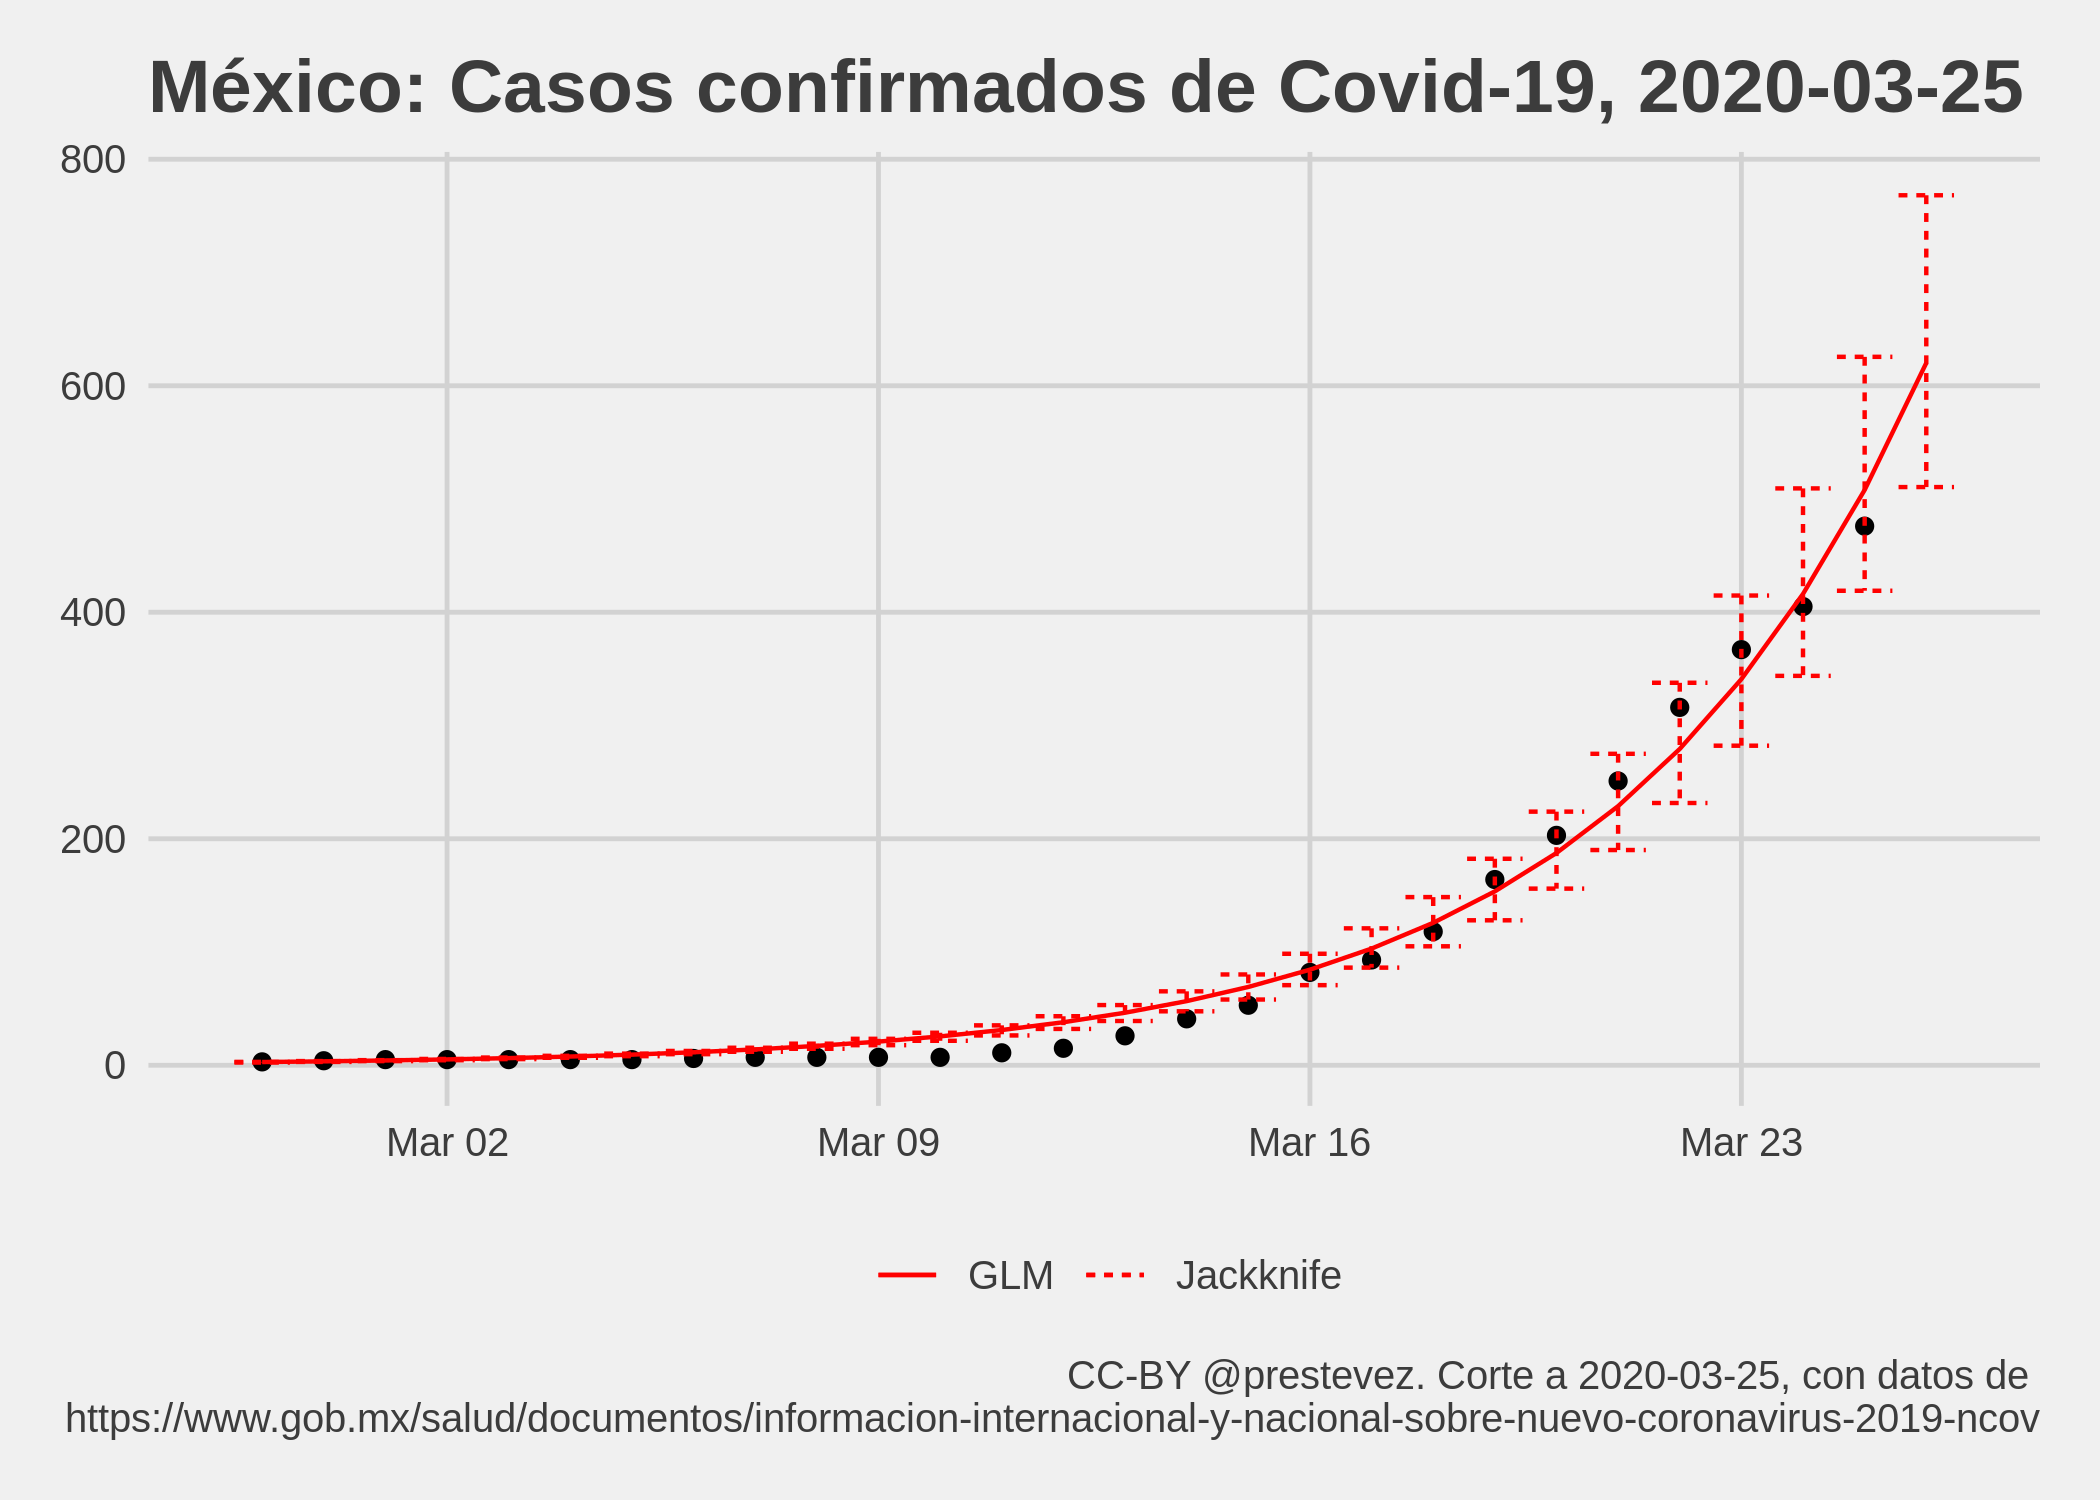 México: Casos confirmados de Covid-19, 2020-03-25
800
600
400
200
0
Mar 02 Mar 09 Mar 16 Mar 23
GLM Jackknife
CC-BY @prestevez. Corte a 2020-03-25, con datos de
https://www.gob.mx/salud/documentos/informacion-internacional-y-nacional-sobre-nuevo-coronavirus-2019-ncov